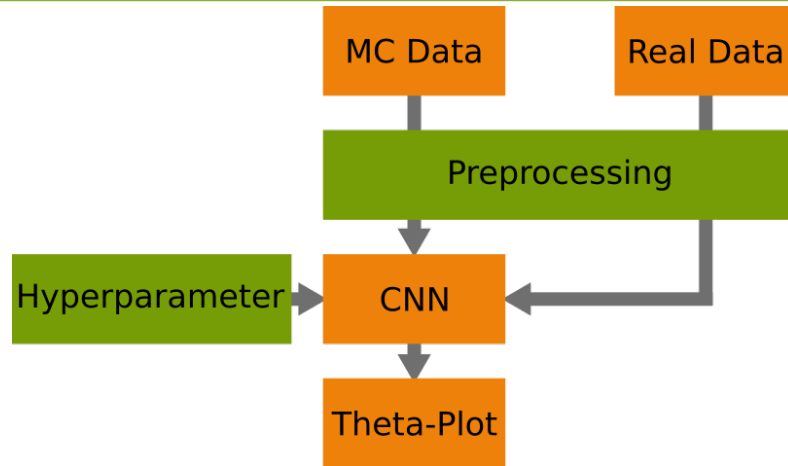 MC Data
Real Data
Preprocessing
Hyperparameter
CNN
Theta-Plot